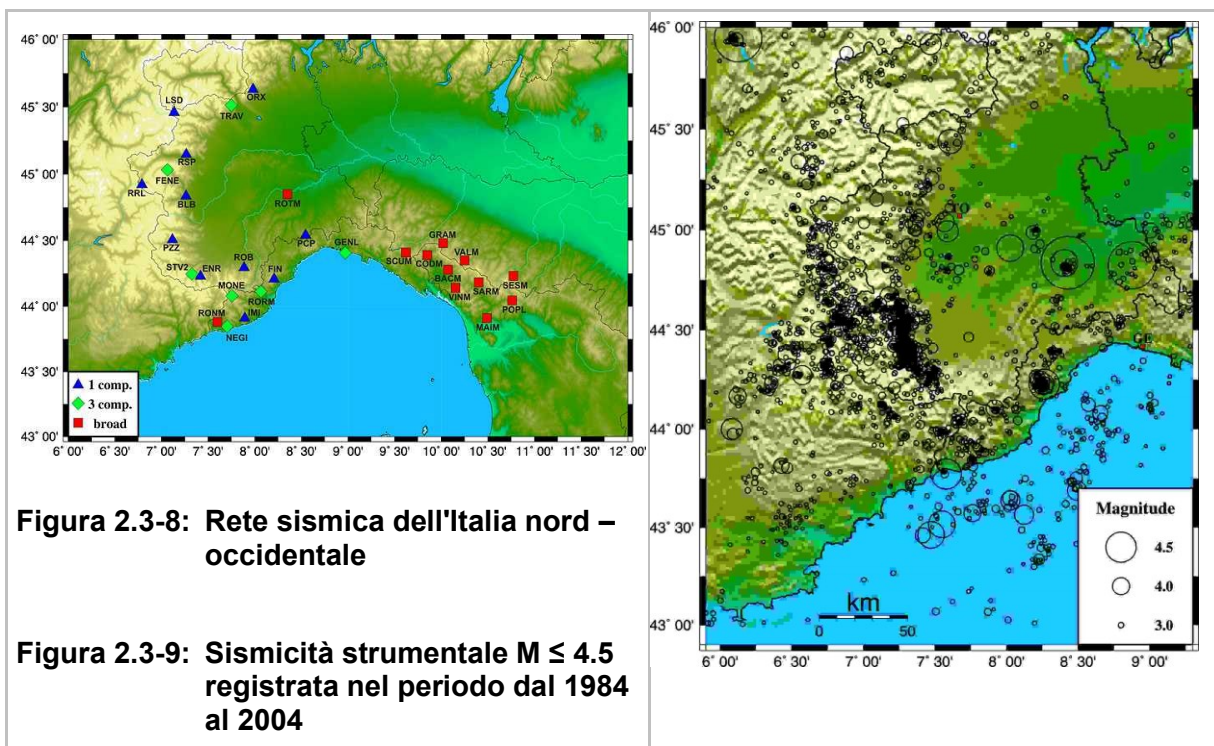 46° 00'
45° 30'
45° 00'
44° 30'
44° 00'
43° 30'
43° 00'
6° 00' 6° 30' 7° 00' 7° 30' 8° 00' 8° 30' 9° 00' 9° 30' 10° 00' 10° 30' 11° 00' 11° 30' 12° 00'
ORX
LSD
TRAV
RSP
FENE
RRL
BLB
ROTM
PZZ
PCP
GENL
GRAM
SCUM
CODM
VALM
STV2
ENR
ROB
FIN
BACM
SESM
MONE
RORM
VINM
SARM
POPL
RONM
IMI
NEGI
MAIM
1 comp.
3 comp.
broad
Figura 2.3-8: Rete sismica dell'Italia nord –
occidentale
Figura 2.3-9: Sismicità strumentale M ≤ 4.5
registrata nel periodo dal 1984
al 2004
46° 00'
45° 30'
45° 00'
44° 30'
44° 00'
43° 30'
43° 00'
6° 00' 6° 30' 7° 00' 7° 30' 8° 00' 8° 30' 9° 00'
TO
GE
km
0 50
Magnitude
4.5
4.0
3.0